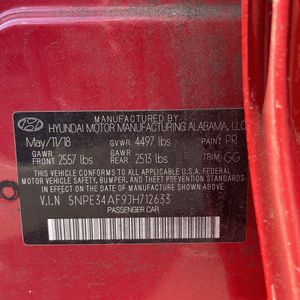 MANUFACTURED BY
HYUNDAI MOTOR MANUFACTURING ALABAMA, LLC
May/11/18 GVWR 4497 lbs PAINT PR
GAWR FRONT 2557 lbs GAWR REAR 2513 lbs TRIM GG
THIS VEHICLE CONFORMS TO ALL APPLICABLE U.S.A. FEDERAL
MOTOR VEHICLE SAFETY, BUMPER, AND THEFT PREVENTION
STANDARDS IN EFFECT ON THE DATE OF MANUFACTURE SHOWN ABOVE.
V.I.N 5NPE34AF9JH712633
PASSENGER CAR